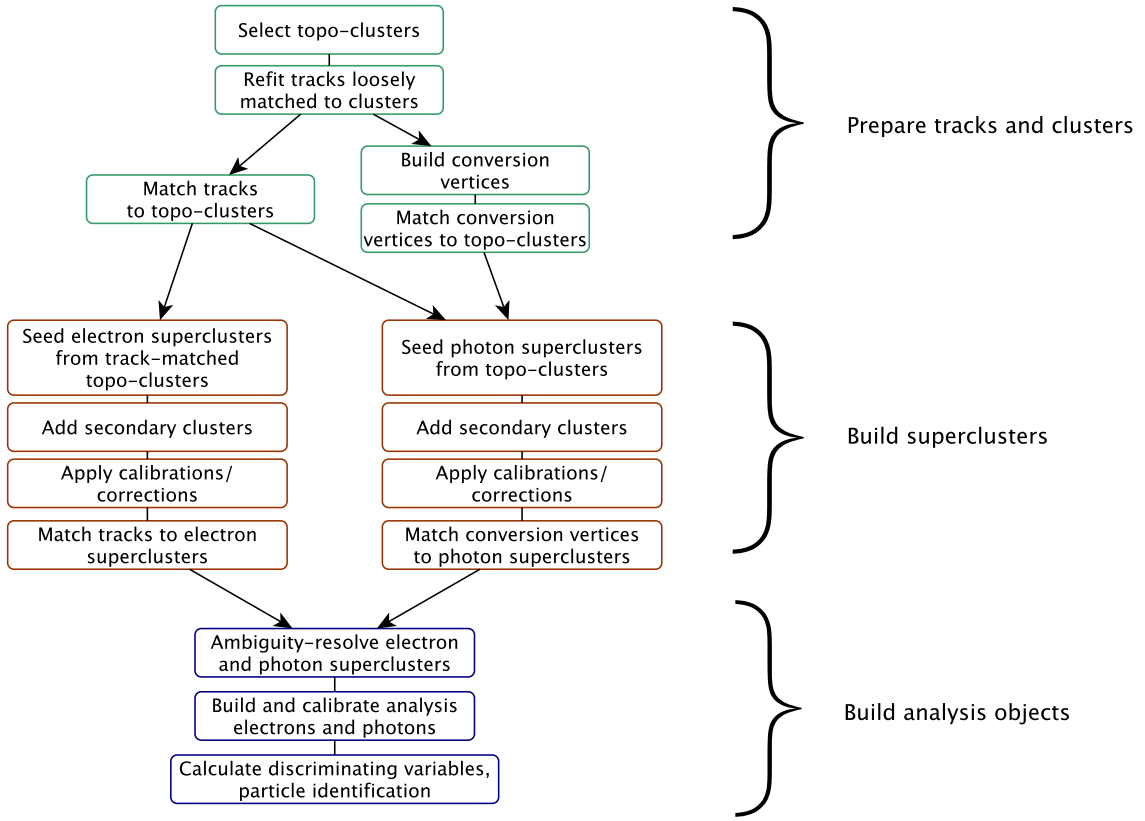 Select topo-clusters
Refit tracks loosely
matched to clusters
Prepare tracks and clusters
Build conversion
vertices
Match tracks
to topo-clusters
Match conversion
vertices to topo-clusters
Seed electron superclusters
from track-matched
topo-clusters
Seed photon superclusters
from topo-clusters
Add secondary clusters
Add secondary clusters
Build superclusters
Apply calibrations/
corrections
Apply calibrations/
corrections
Match tracks to electron
superclusters
Match conversion vertices
to photon superclusters
Ambiguity-resolve electron
and photon superclusters
Build and calibrate analysis
electrons and photons
Build analysis objects
Calculate discriminating variables,
particle identification